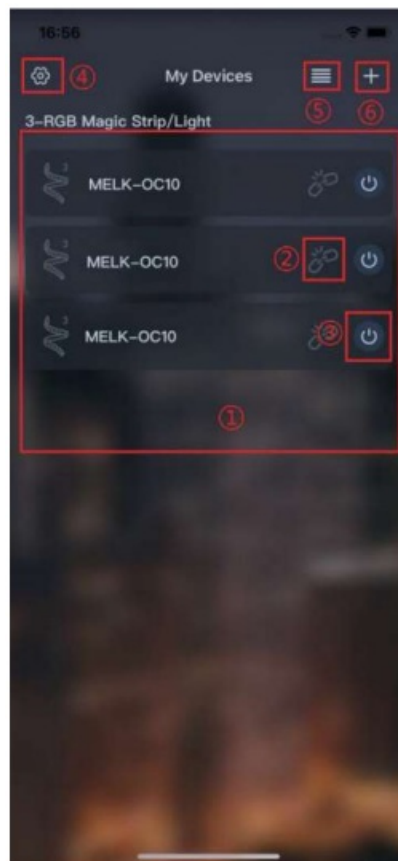 16:56
④ My Devices
⑤ ⑥
3-RGB Magic Strip/Light
MELK-OC10
MELK-OC10 ②
MELK-OC10 ③
①